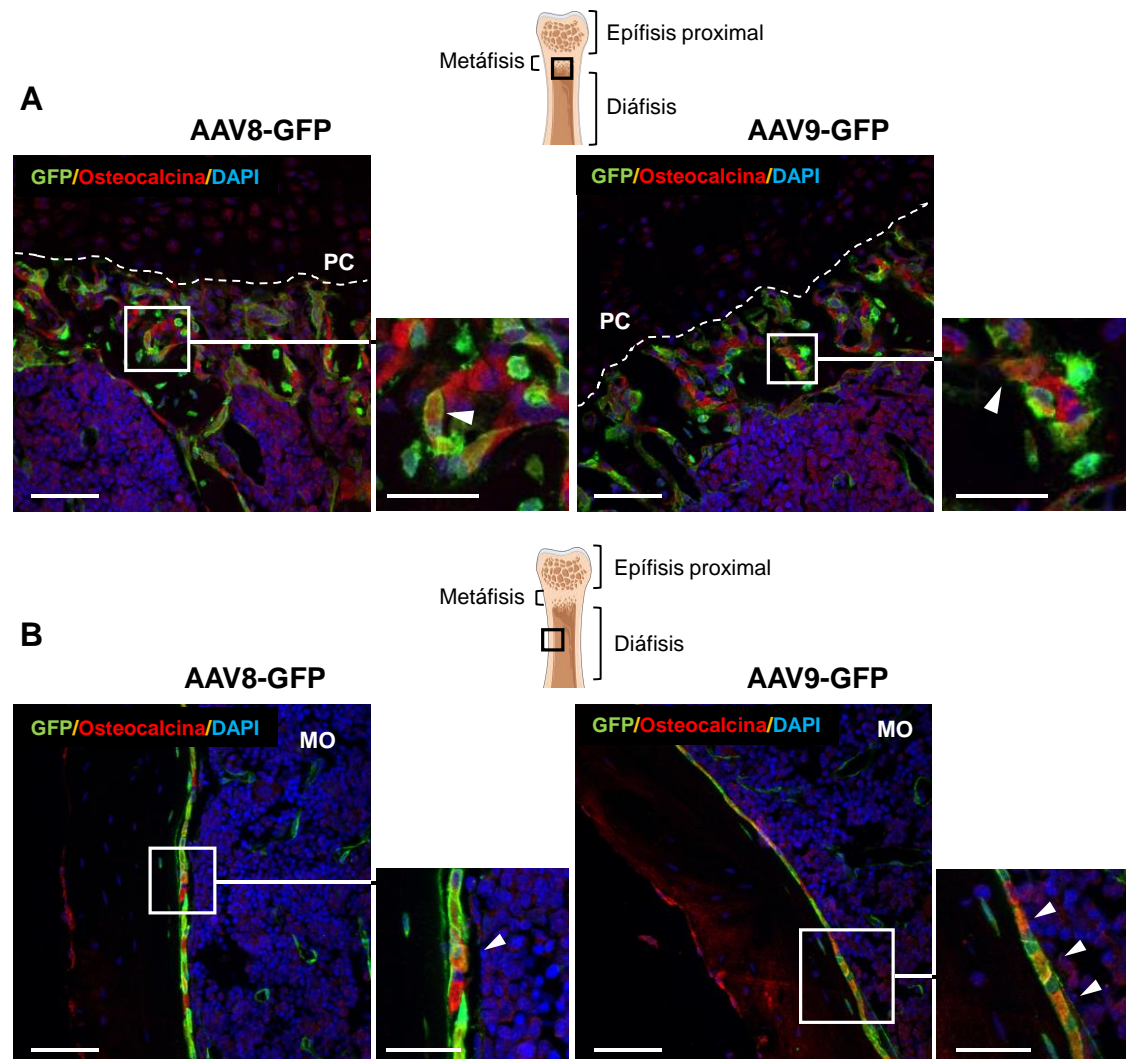 Epífisis proximal
Metáfisis
Diáfisis
A
AAV8-GFP
AAV9-GFP
GFP/Osteocalcina/DAPI
GFP/Osteocalcina/DAPI
PC
PC
Epífisis proximal
Metáfisis
Diáfisis
B
AAV8-GFP
AAV9-GFP
GFP/Osteocalcina/DAPI
MO
GFP/Osteocalcina/DAPI
MO